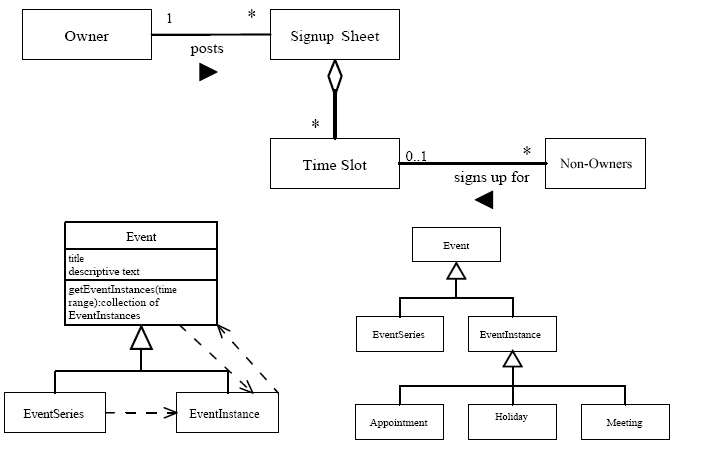 1
*
Owner
Signup Sheet
posts
*
Time Slot
0..1
*
Non-Owners
signs up for
Event
title
descriptive text
getEventInstances(time
range):collection of
EventInstances
EventSeries
EventInstance
Event
EventSeries
EventInstance
Appointment
Holiday
Meeting